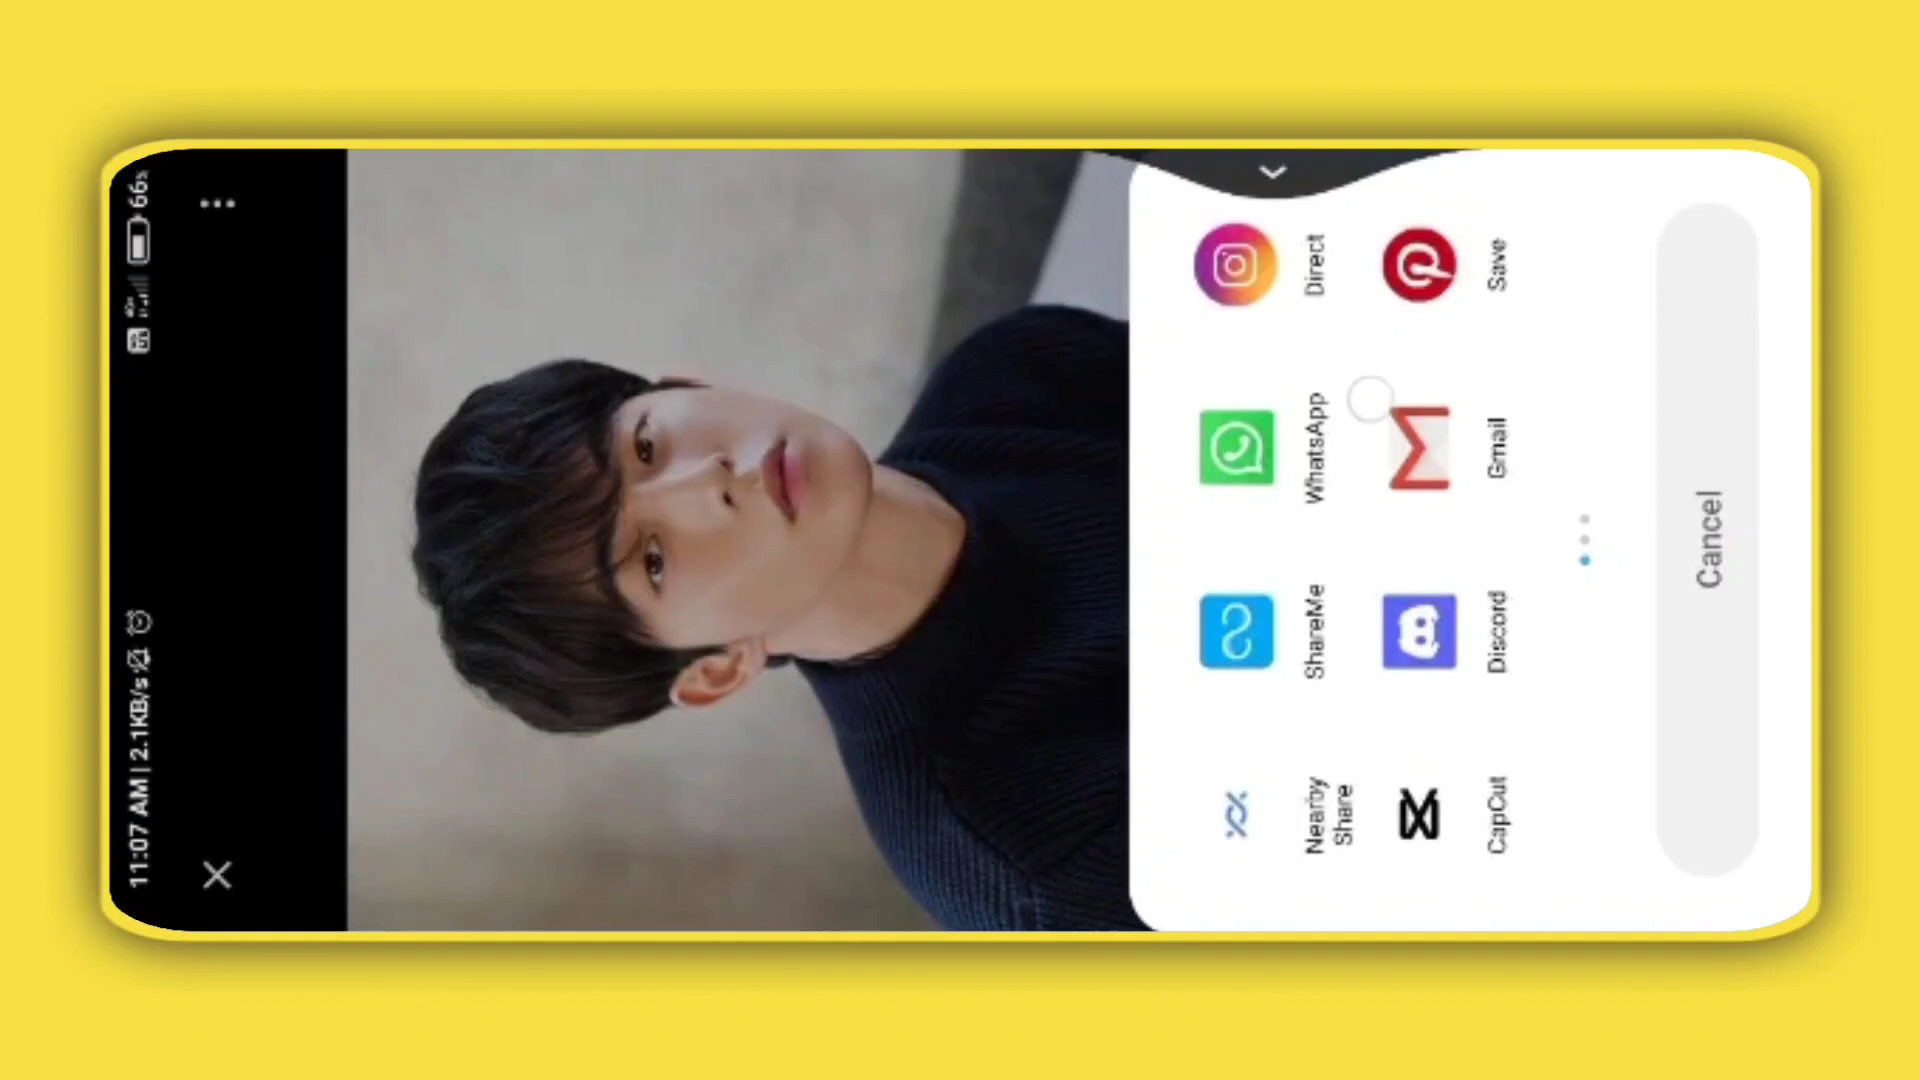 11:07 AM | 2.1KB/s
66
Nearby
Share
ShareMe
WhatsApp
Direct
CapCut
Discord
Gmail
Save
Cancel